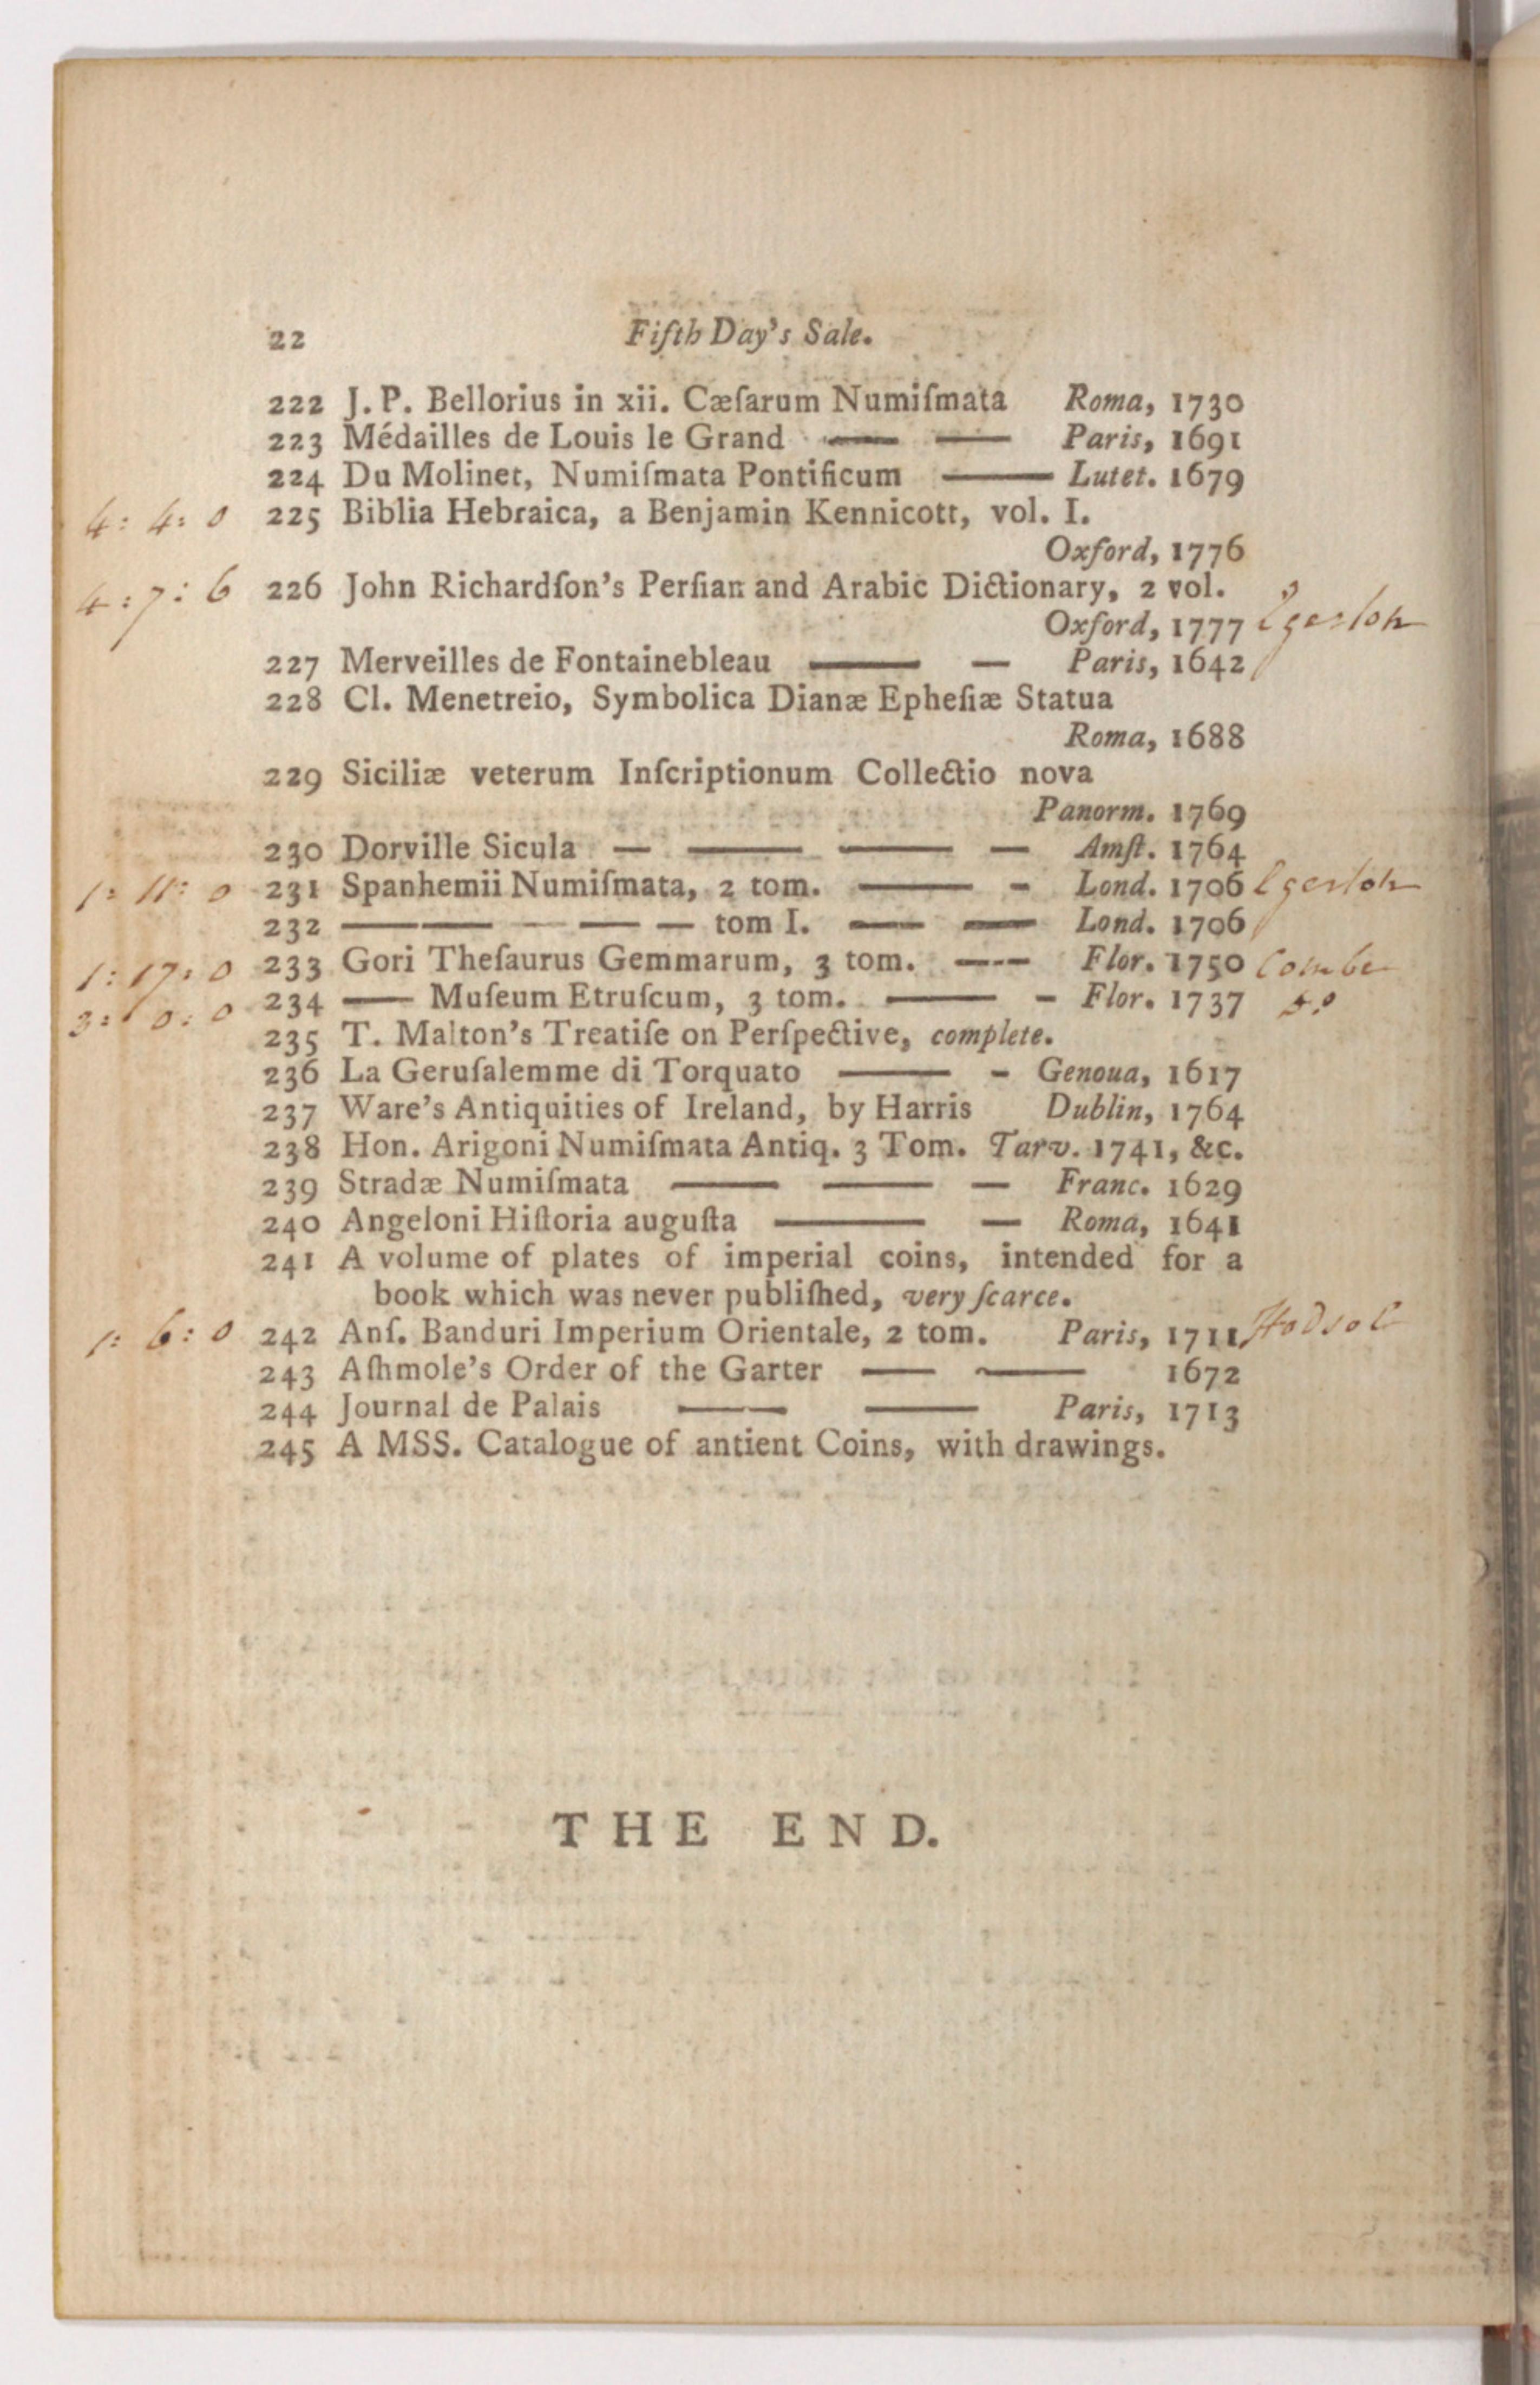 22 Fifth Day's Sale.
222 J. P. Bellorius in xii. Cæſarum Numiſmata Roma, 1730
223 Médailles de Louis le Grand —— —— Paris, 1691
224 Du Molinet, Numiſmata Pontificum —— Lutet. 1679
4: 4: 0 225 Biblia Hebraica, a Benjamin Kennicott, vol. I.
Oxford, 1776
4: 7: 6 226 John Richardſon's Perſian and Arabic Dictionary, 2 vol.
Oxford, 1777 Egerton
227 Merveilles de Fontainebleau —— — Paris, 1642
228 Cl. Menetreio, Symbolica Dianæ Epheſiæ Statua
Roma, 1688
229 Siciliæ veterum Inſcriptionum Collectio nova
Panorm. 1769
230 Dorville Sicula — —— —— — Amſt. 1764
1: 11: 0 231 Spanhemii Numiſmata, 2 tom. —— - Lond. 1706 Egerton
232 —— — — — tom I. —— —— Lond. 1706
1: 17: 0 233 Gori Theſaurus Gemmarum, 3 tom. —-- Flor. 1750 Combe
3: 0: 0 234 —— Muſeum Etruſcum, 3 tom. —— - Flor. 1737 Do
235 T. Malton's Treatiſe on Perſpective, complete.
236 La Geruſalemme di Torquato —— - Genoua, 1617
237 Ware's Antiquities of Ireland, by Harris Dublin, 1764
238 Hon. Arigoni Numiſmata Antiq. 3 Tom. Tarv. 1741, &c.
239 Stradæ Numiſmata —— —— — Franc. 1629
240 Angeloni Hiſtoria auguſta —— — Roma, 1641
241 A volume of plates of imperial coins, intended for a
book which was never publiſhed, very ſcarce.
1: 6: 0 242 Anſ. Banduri Imperium Orientale, 2 tom. Paris, 1711 Hodsol
243 Aſhmole's Order of the Garter —— —— 1672
244 Journal de Palais —— —— Paris, 1713
245 A MSS. Catalogue of antient Coins, with drawings.
THE END.